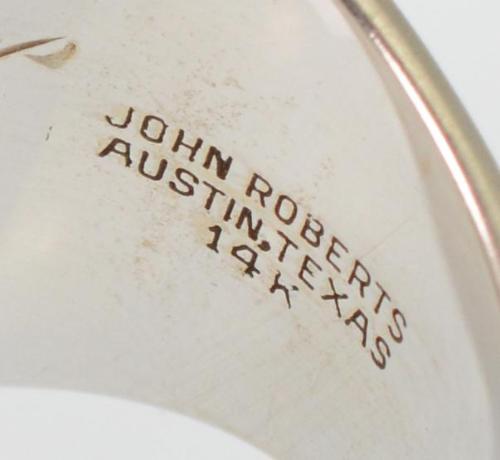 JOHN ROBERTS
AUSTIN, TEXAS
14K